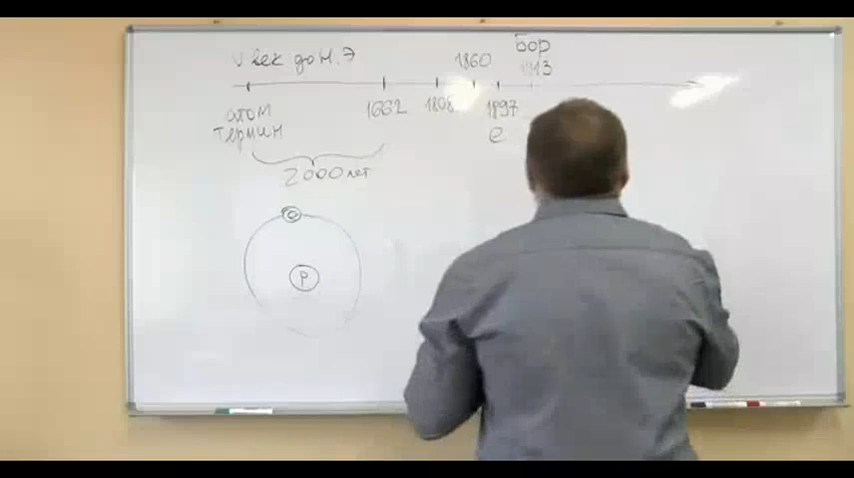 V век до н.э
1860
Бор
1913
атом
термин
1662
1808
1897
e
2000 лет
P